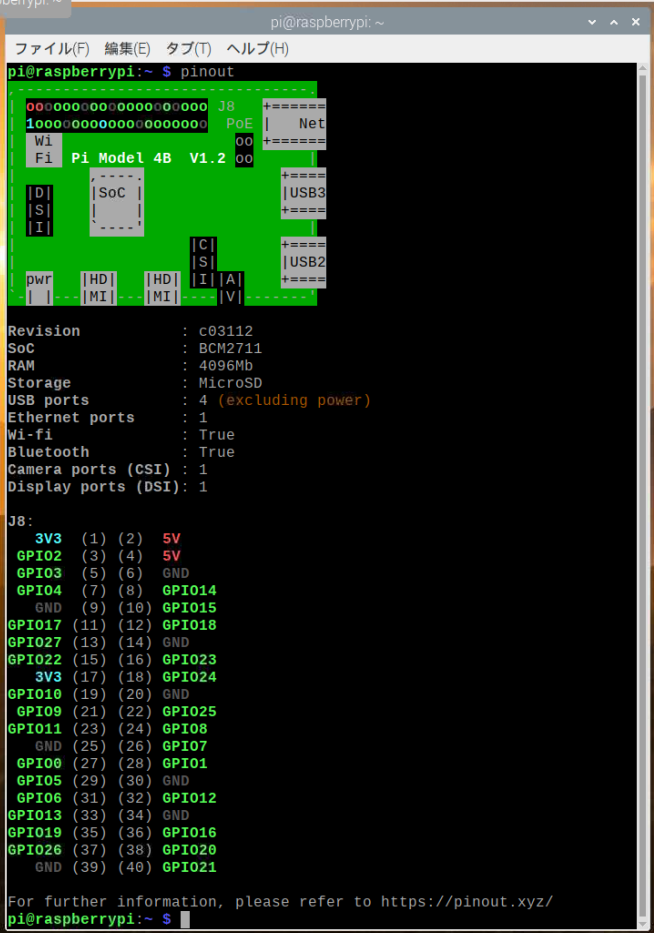 pi@raspberrypi: ~
ファイル(F) 編集(E) タブ(T) ヘルプ(H)
pi@raspberrypi:~ $ pinout
,--------------------------------.
| oooooooooooooooooooo J8   +======
| 1ooooooooooooooooooo PoE  |   Net
| Wi                   oo   +======
| Fi  Pi Model 4B  V1.2 oo      |
|        ,----.             +====
| |D|    |SoC |             |USB3
| |S|    |    |             +====
| |I|    `----'                |
|                   |C|     +====
|                   |S|     |USB2
| pwr   |HD|   |HD| |I||A|  +====
`-| |---|MI|---|MI|----|V|-------'
Revision : c03112
SoC : BCM2711
RAM : 4096Mb
Storage : MicroSD
USB ports : 4 (excluding power)
Ethernet ports : 1
Wi-fi : True
Bluetooth : True
Camera ports (CSI) : 1
Display ports (DSI): 1
J8:
3V3 (1) (2) 5V
GPIO2 (3) (4) 5V
GPIO3 (5) (6) GND
GPIO4 (7) (8) GPIO14
GND (9) (10) GPIO15
GPIO17 (11) (12) GPIO18
GPIO27 (13) (14) GND
GPIO22 (15) (16) GPIO23
3V3 (17) (18) GPIO24
GPIO10 (19) (20) GND
GPIO9 (21) (22) GPIO25
GPIO11 (23) (24) GPIO8
GND (25) (26) GPIO7
GPIO0 (27) (28) GPIO1
GPIO5 (29) (30) GND
GPIO6 (31) (32) GPIO12
GPIO13 (33) (34) GND
GPIO19 (35) (36) GPIO16
GPIO26 (37) (38) GPIO20
GND (39) (40) GPIO21
For further information, please refer to https://pinout.xyz/
pi@raspberrypi:~ $